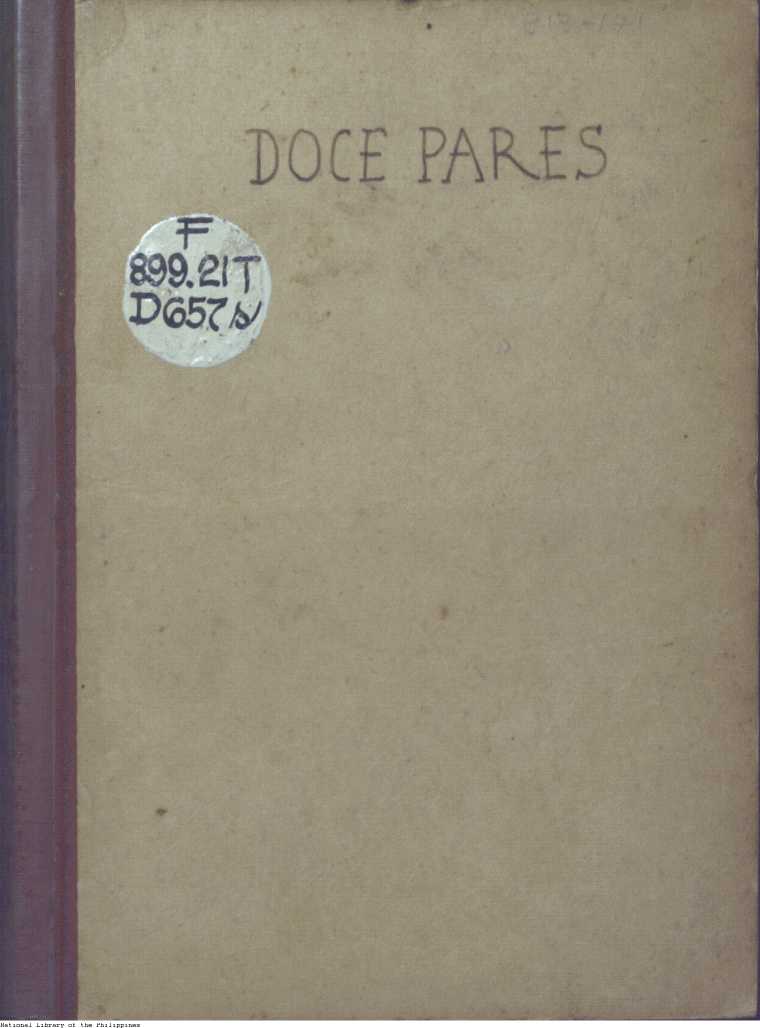 DOCE PARES
F
899.21T
D657s
National Library of the Philippines